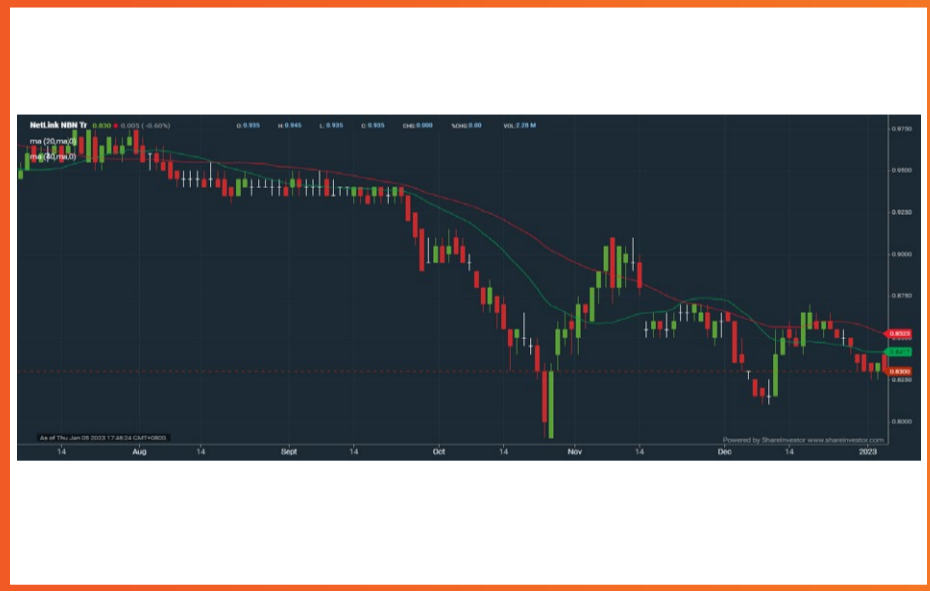 NetLink NBN Tr 0.830 0.005 ( -0.60%) O:0.935 H:0.945 L: 0.935 C:0.935 CHG:0.000 %CHG:0.00 VOL:2.28 M
ma (20,ma,0)
ma (40,ma,0)
0.9750
0.9500
0.9250
0.9000
0.8750
0.8523
0.8300
0.8250
0.8000
As of Thu Jan 05 2023 17:48:24 GMT+0800
Powered by ShareInvestor www.shareinvestor.com
14 Aug 14 Sept 14 Oct 14 Nov 14 Dec 14 2023